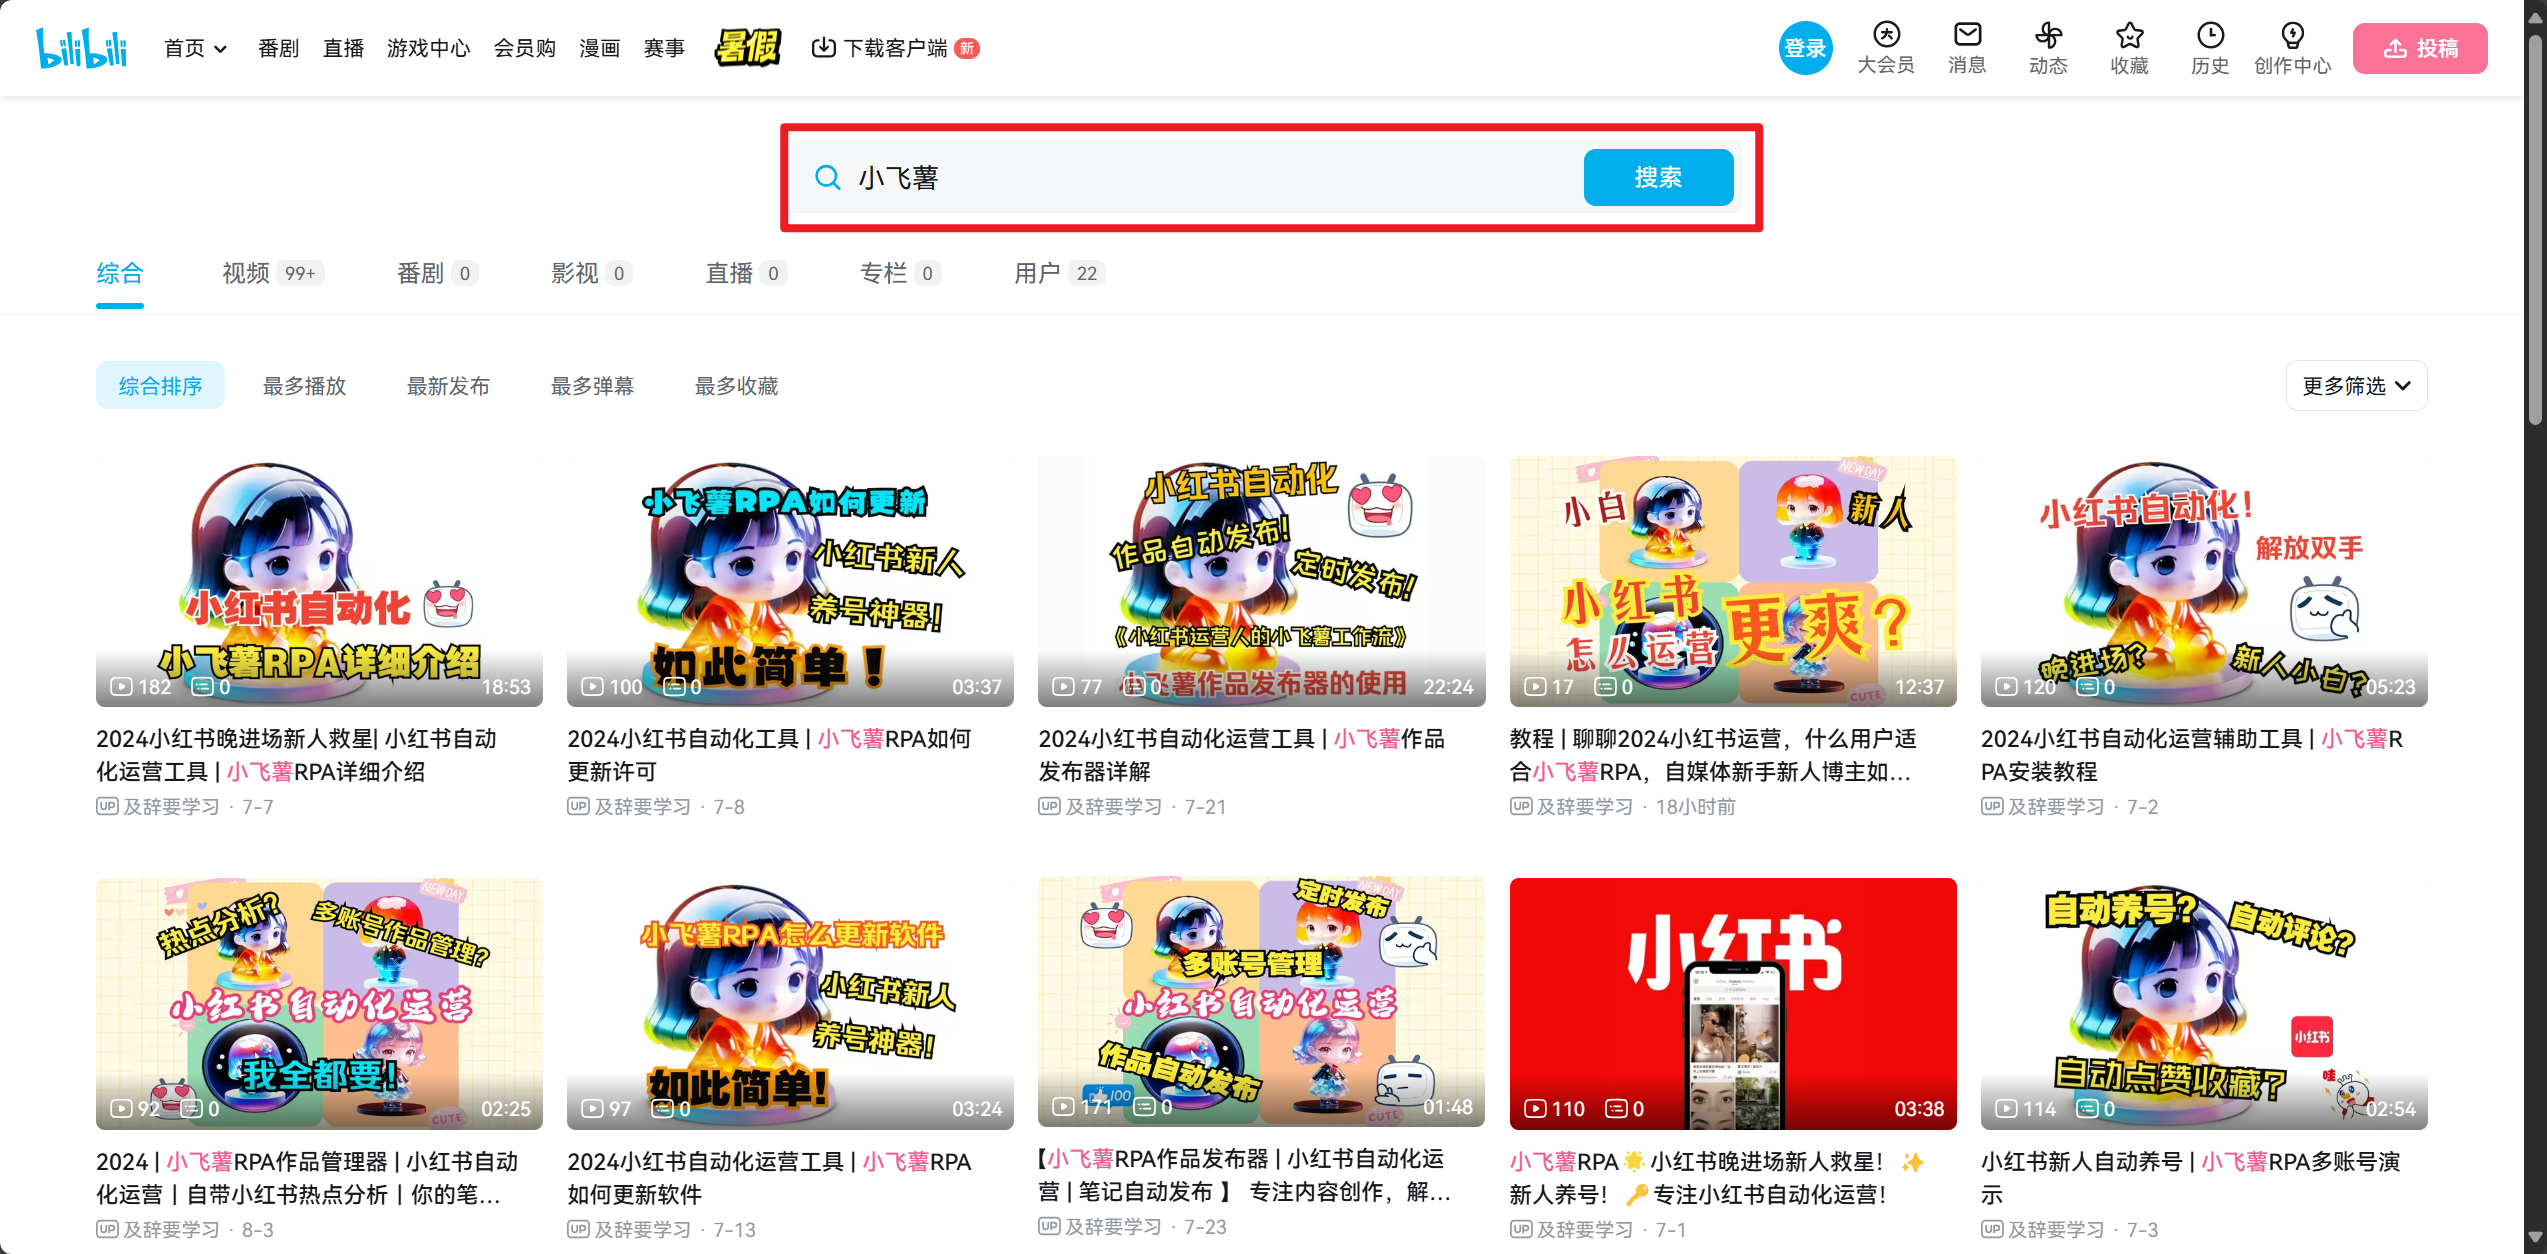 bilibili
首页 番剧 直播 游戏中心 会员购 漫画 赛事 暑假 下载客户端 新
登录 大会员 消息 动态 收藏 历史 创作中心 投稿
小飞薯 搜索
综合 视频 99+ 番剧 0 影视 0 直播 0 专栏 0 用户 22
综合排序 最多播放 最新发布 最多弹幕 最多收藏 更多筛选
小红书自动化
小飞薯RPA详细介绍
182 0 18:53
2024小红书晚进场新人救星| 小红书自动
化运营工具 | 小飞薯RPA详细介绍
UP 及辞要学习 · 7-7
小飞薯RPA如何更新
小红书新人
养号神器!
如此简单!
100 0 03:37
2024小红书自动化工具 | 小飞薯RPA如何
更新许可
UP 及辞要学习 · 7-8
小红书自动化
作品自动发布!
定时发布!
《小红书运营人的小飞薯工作流》
小飞薯作品发布器的使用
77 0 22:24
2024小红书自动化运营工具 | 小飞薯作品
发布器详解
UP 及辞要学习 · 7-21
NEW DAY
小白
新人
小红书
怎么运营
更爽?
CUTE
17 0 12:37
教程 | 聊聊2024小红书运营，什么用户适
合小飞薯RPA，自媒体新手新人博主如...
UP 及辞要学习 · 18小时前
小红书自动化!
解放双手
晚进场?
新人小白?
120 0 05:23
2024小红书自动化运营辅助工具 | 小飞薯R
PA安装教程
UP 及辞要学习 · 7-2
NEW DAY
热点分析?
多账号作品管理?
小红书自动化运营
我全都要!
CUTE
92 0 02:25
2024 | 小飞薯RPA作品管理器 | 小红书自动
化运营 | 自带小红书热点分析 | 你的笔...
UP 及辞要学习 · 8-3
小飞薯RPA怎么更新软件
小红书新人
养号神器!
如此简单!
97 0 03:24
2024小红书自动化运营工具 | 小飞薯RPA
如何更新软件
UP 及辞要学习 · 7-13
定时发布
NEW DAY
多账号管理
小红书自动化运营
作品自动发布
100
CUTE
171 0 01:48
【小飞薯RPA作品发布器 | 小红书自动化运
营 | 笔记自动发布 】 专注内容创作，解...
UP 及辞要学习 · 7-23
小红书
110 0 03:38
小飞薯RPA🌟小红书晚进场新人救星！✨
新人养号！🔑专注小红书自动化运营！
UP 及辞要学习 · 7-1
自动养号?
自动评论?
小红书
自动点赞收藏?
哇
114 0 02:54
小红书新人自动养号 | 小飞薯RPA多账号演
示
UP 及辞要学习 · 7-3